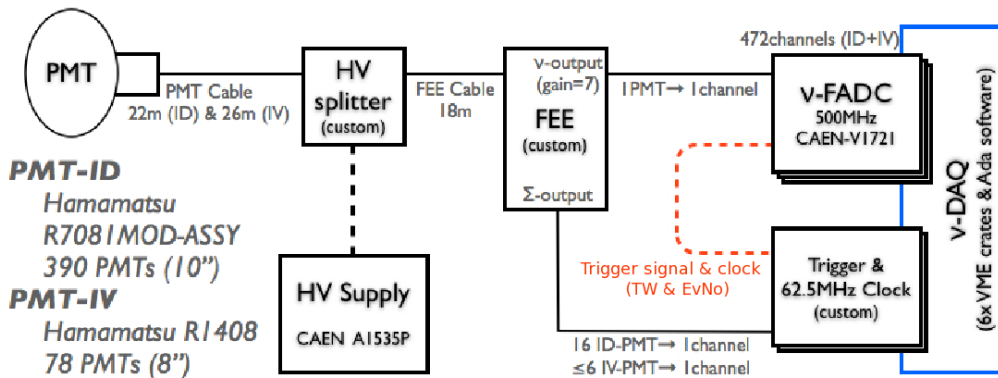 PMT
PMT Cable
22m (ID) & 26m (IV)
HV
splitter
(custom)
FEE Cable
18m
ν-output
(gain=7)
FEE
(custom)
Σ-output
1PMT→ 1channel
472channels (ID+IV)
ν-FADC
500MHz
CAEN-V1721
ν-DAQ
(6x VME crates & Ada software)
PMT-ID
Hamamatsu
R7081MOD-ASSY
390 PMTs (10")
PMT-IV
Hamamatsu R1408
78 PMTs (8")
HV Supply
CAEN A1535P
Trigger signal & clock
(TW & EvNo)
Trigger &
62.5MHz Clock
(custom)
16 ID-PMT→ 1channel
≤6 IV-PMT→ 1channel